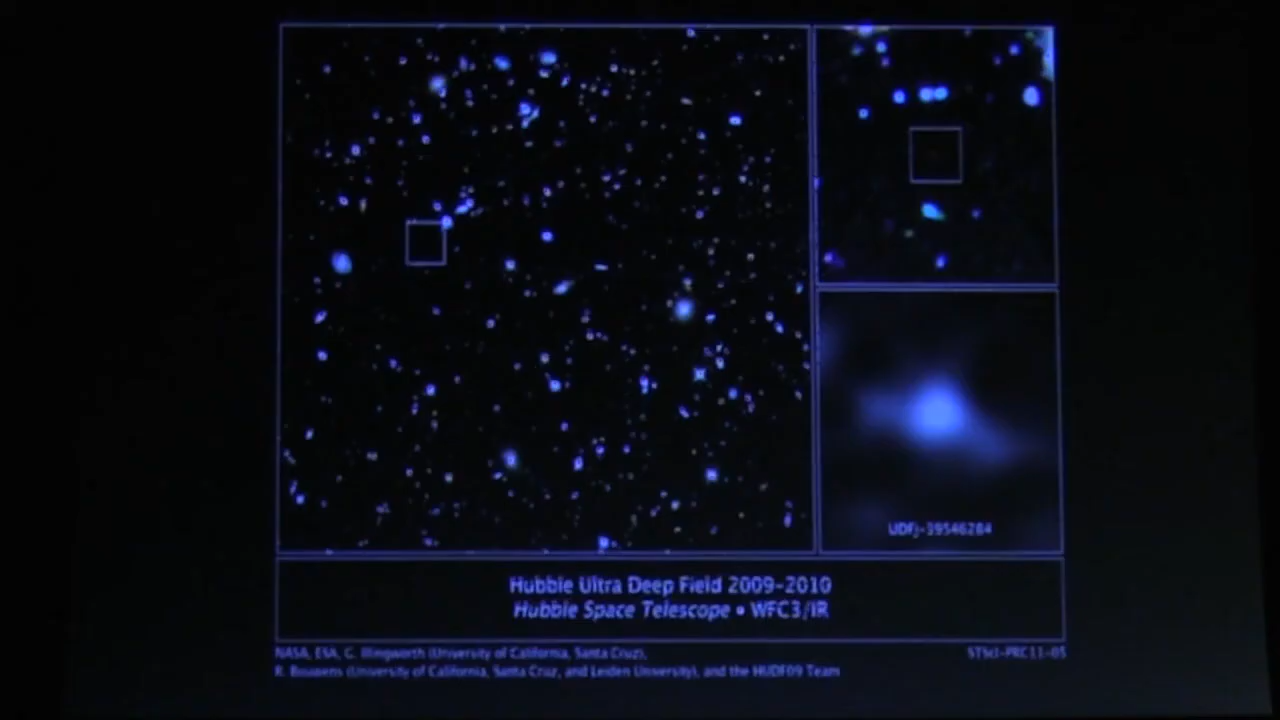 UDFj-39546284
Hubble Ultra Deep Field 2009-2010
Hubble Space Telescope • WFC3/IR
NASA, ESA, G. Illingworth (University of California, Santa Cruz),
R. Bouwens (University of California, Santa Cruz, and Leiden University), and the HUDF09 Team
STScI-PRC11-05